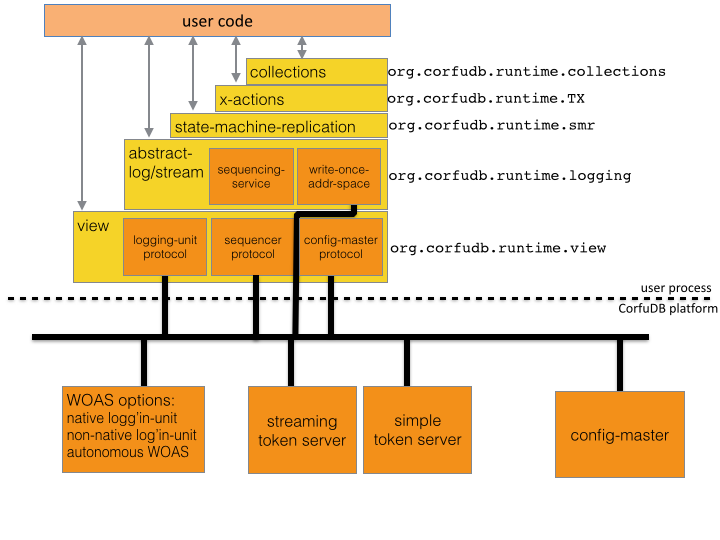 user code
collections
org.corfudb.runtime.collections
x-actions
org.corfudb.runtime.TX
state-machine-replication
org.corfudb.runtime.smr
abstract-
log/stream
sequencing-
service
write-once-
addr-space
org.corfudb.runtime.logging
view
logging-unit
protocol
sequencer
protocol
config-master
protocol
org.corfudb.runtime.view
user process
CorfuDB platform
WOAS options:
native logg'in-unit
non-native log'in-unit
autonomous WOAS
streaming
token server
simple
token server
config-master